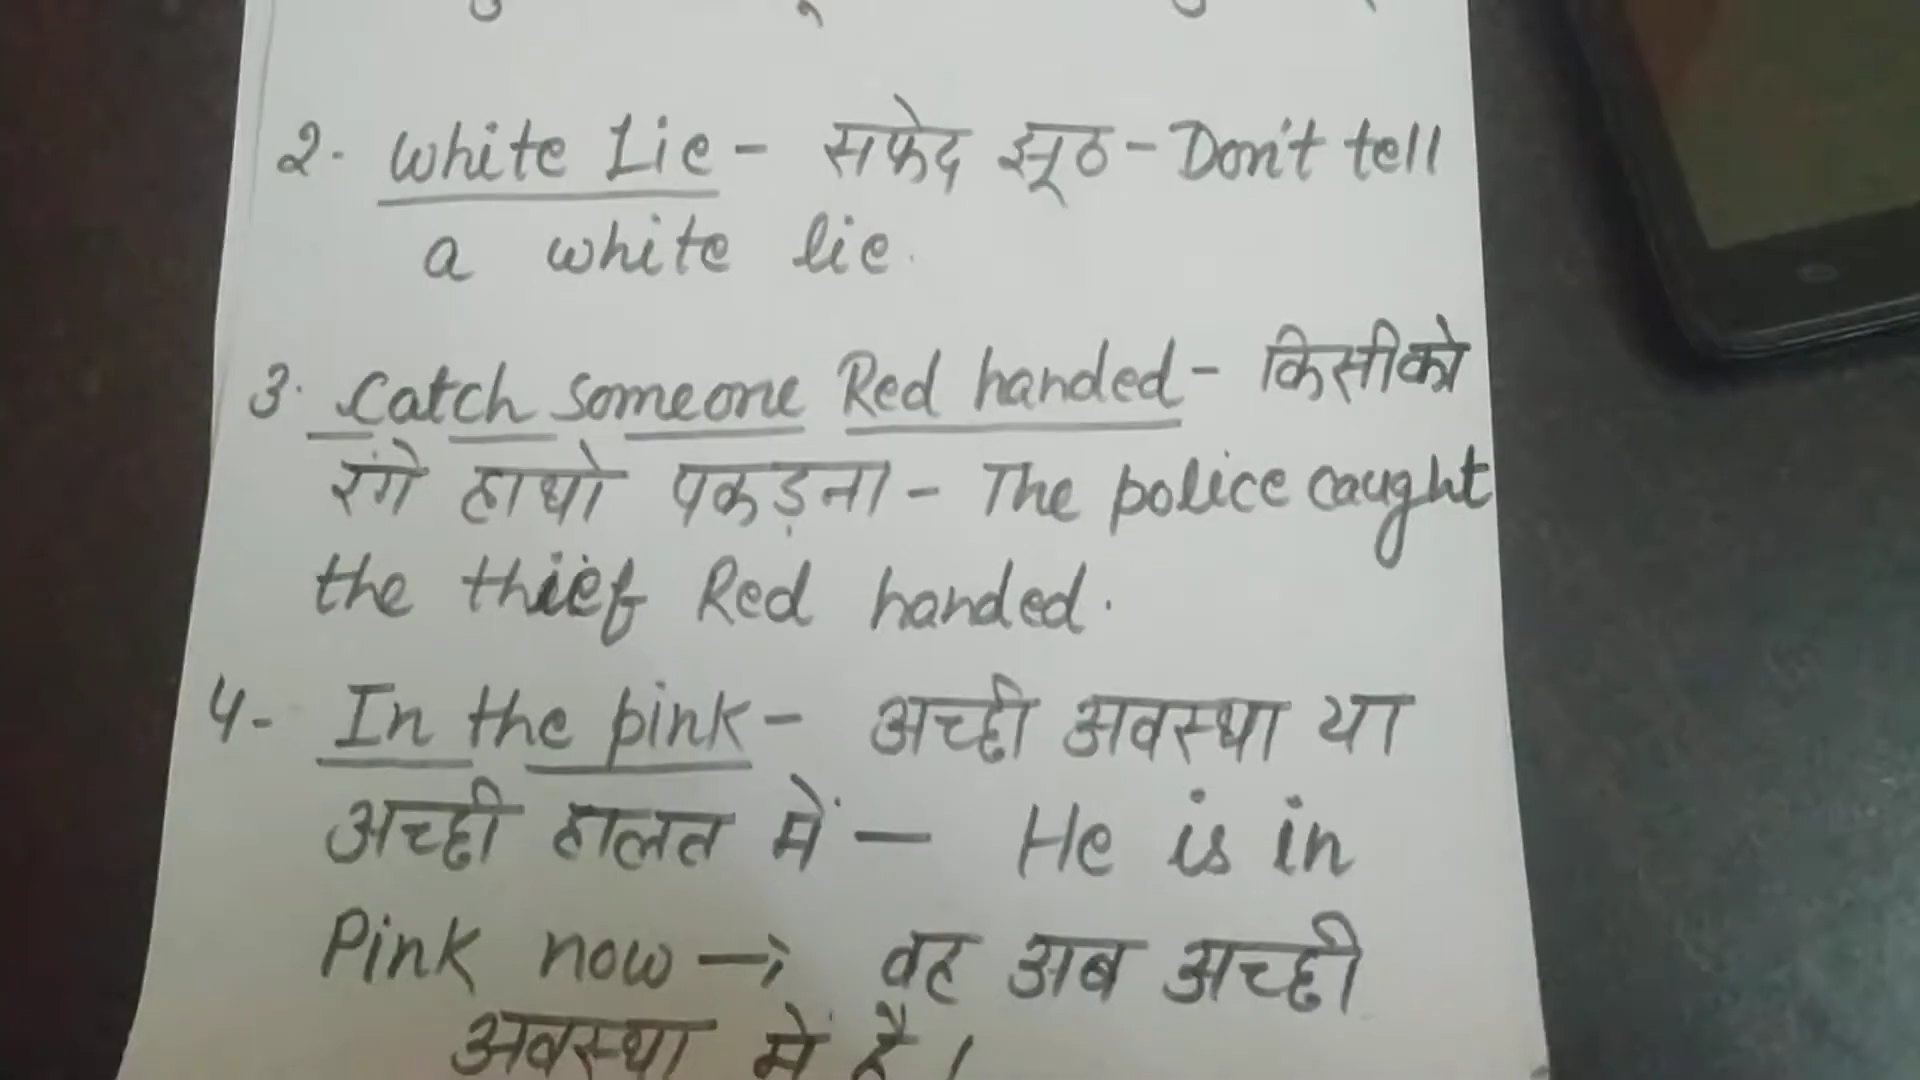 2. White Lie - सफेद झूठ - Don't tell
a white lie.
3. Catch someone Red handed - किसीको
रंगे हाथो पकड़ना - The police caught
the thief Red handed.
4- In the pink - अच्छी अवस्था या
अच्छी हालत में - He is in
Pink now → वह अब अच्छी
अवस्था में है।